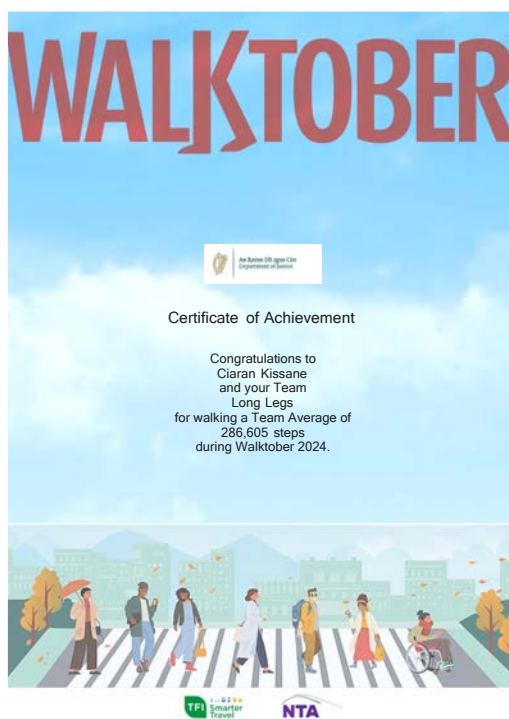 WALKTOBER
An Roinn Dlí agus Cirt
Department of Justice
Certificate of Achievement
Congratulations to
Ciaran Kissane
and your Team
Long Legs
for walking a Team Average of
286,605 steps
during Walktober 2024.
TFI Smarter
Travel
NTA